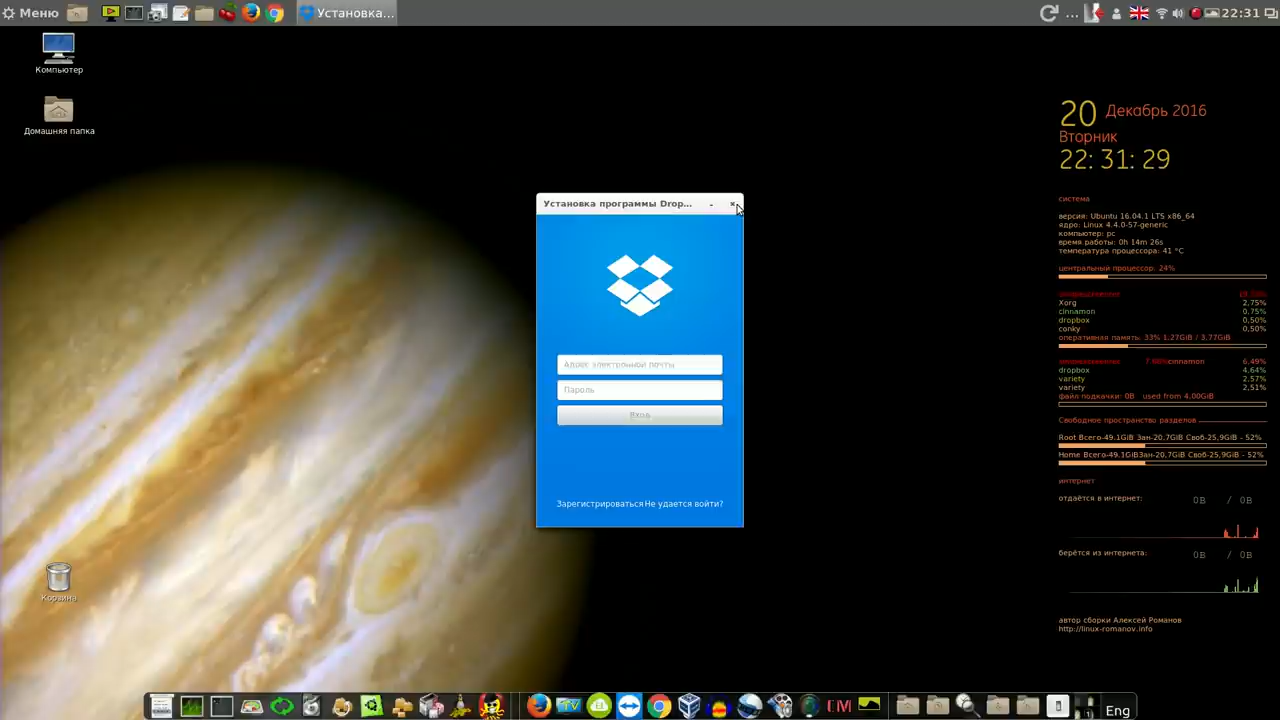 Меню
Установка...
...
22:31
Компьютер
Домашняя папка
Корзина
Установка программы Drop...
Адрес электронной почты
Пароль
Вход
Зарегистрироваться Не удается войти?
20 Декабрь 2016
Вторник
22: 31: 29
система
версия: Ubuntu 16.04.1 LTS x86_64
ядро: Linux 4.4.0-57-generic
компьютер: pc
время работы: 0h 14m 26s
температура процессора: 41 °C
центральный процессор: 24%
Xorg 2,75%
cinnamon 0,75%
dropbox 0,50%
conky 0,50%
оперативная память: 33% 1,27GiB / 3,77GiB
cinnamon 6,49%
dropbox 4,64%
variety 2,57%
variety 2,51%
файл подкачки: 0B used from 4,00GiB
Свободное пространство разделов
Root Всего-49,1GiB Зан-20,7GiB Своб-25,9GiB - 52%
Home Всего-49,1GiBЗан-20,7GiB Своб-25,9GiB - 52%
интернет
отдаётся в интернет: 0B / 0B
берётся из интернета: 0B / 0B
автор сборки Алексей Романов
http://linux-romanov.info
TV
EM
1
Eng